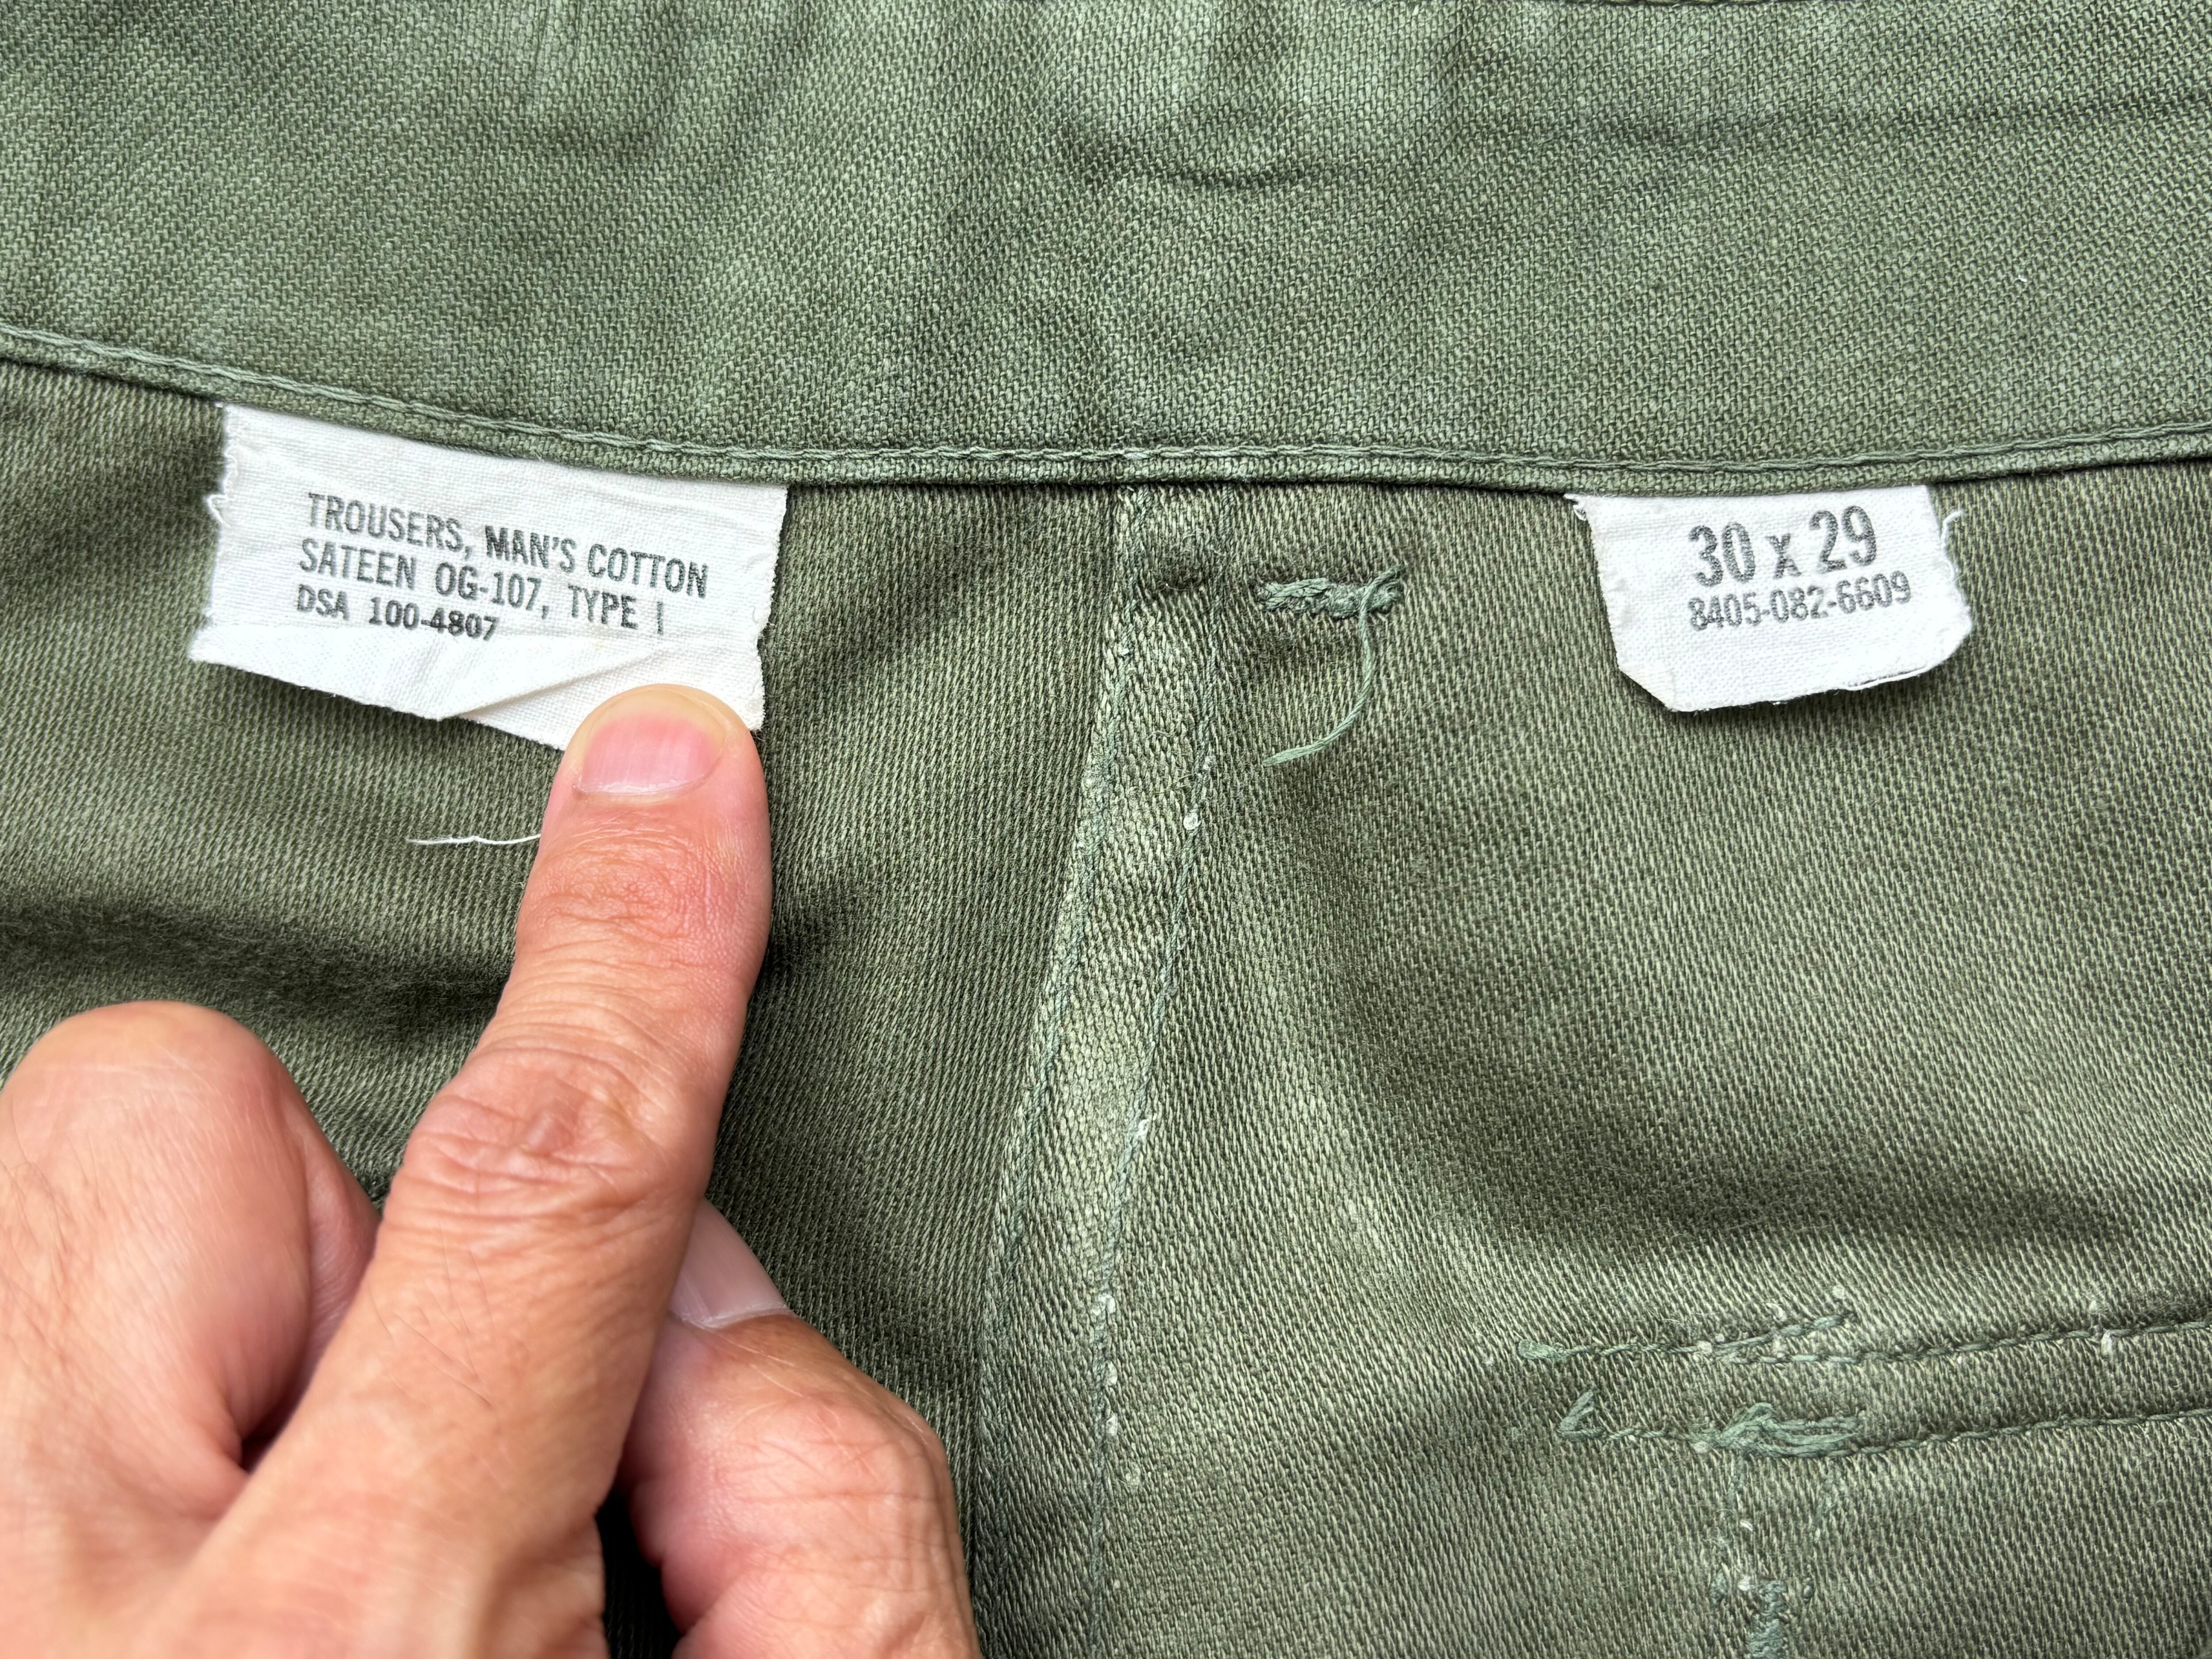 TROUSERS, MAN'S COTTON
SATEEN OG-107, TYPE I
DSA 100-4807
30 x 29
8405-082-6609